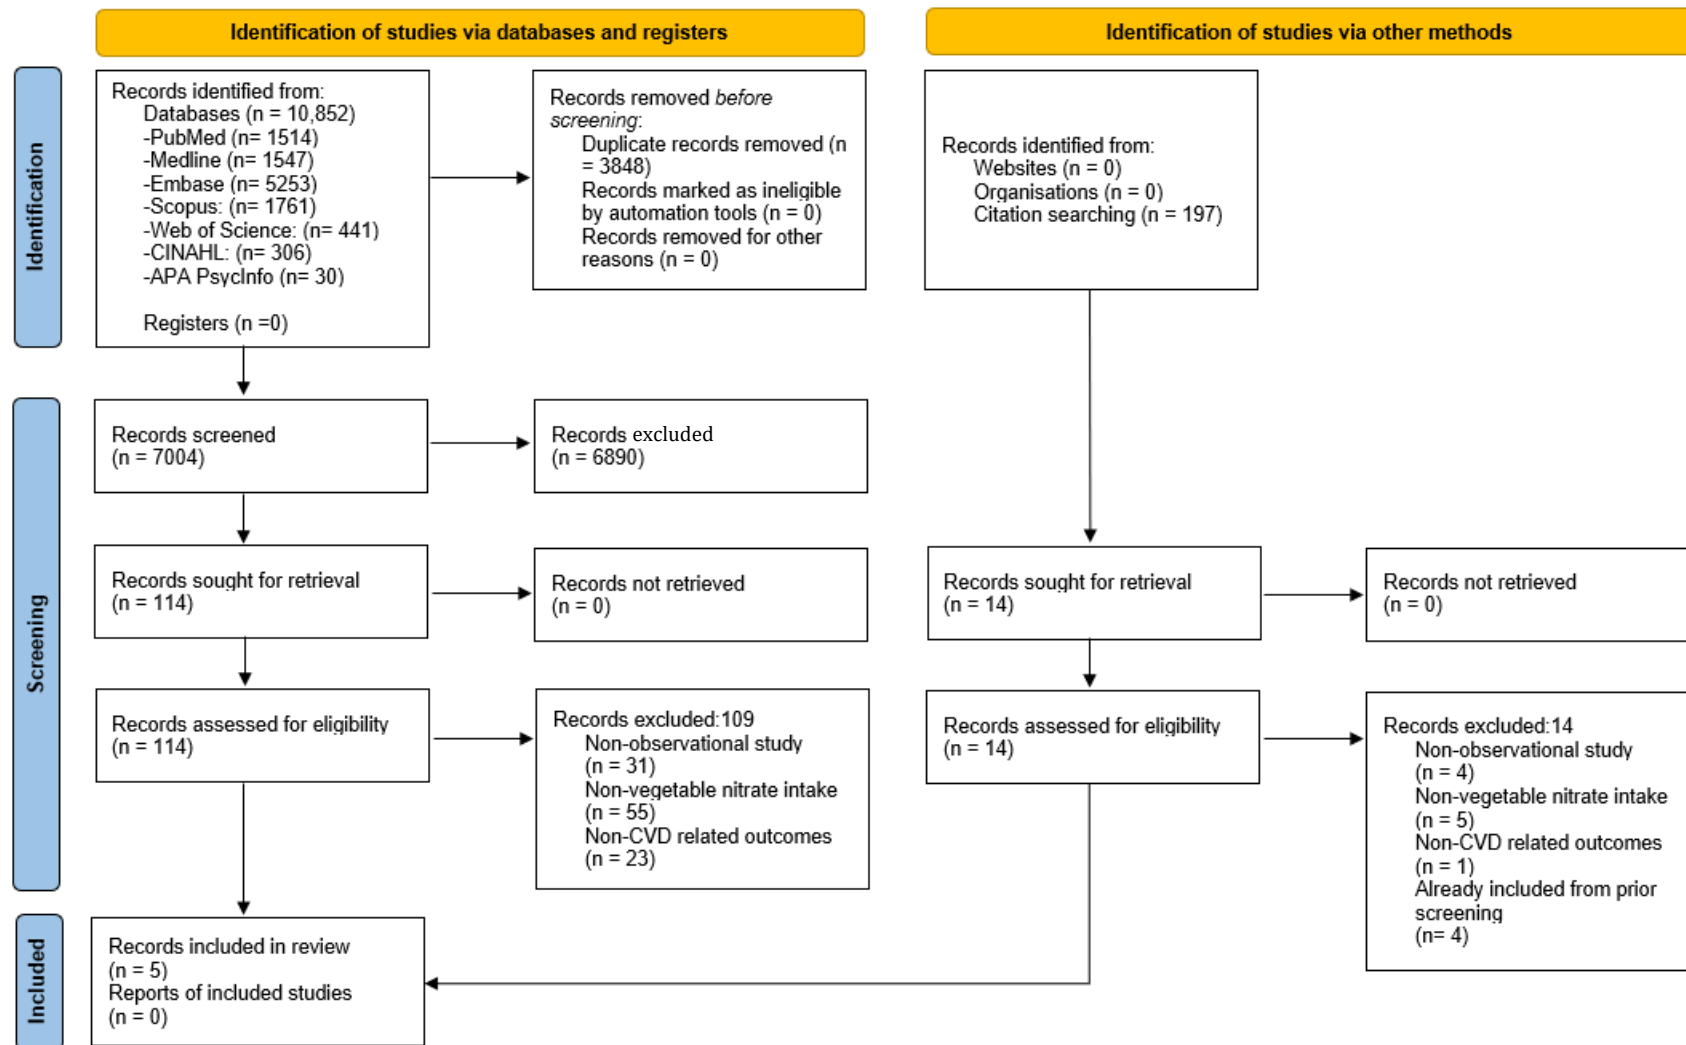 Identification of studies via databases and registers
Identification of studies via other methods
Identification
Records identified from:
Databases (n = 10,852)
-PubMed (n= 1514)
-Medline (n= 1547)
-Embase (n= 5253)
-Scopus: (n= 1761)
-Web of Science: (n= 441)
-CINAHL: (n= 306)
-APA PsycInfo (n= 30)
Registers (n =0)
Records removed before
screening:
Duplicate records removed (n
= 3848)
Records marked as ineligible
by automation tools (n = 0)
Records removed for other
reasons (n = 0)
Records identified from:
Websites (n = 0)
Organisations (n = 0)
Citation searching (n = 197)
Screening
Records screened
(n = 7004)
Records excluded
(n = 6890)
Records sought for retrieval
(n = 114)
Records not retrieved
(n = 0)
Records sought for retrieval
(n = 14)
Records not retrieved
(n = 0)
Records assessed for eligibility
(n = 114)
Records excluded:109
Non-observational study
(n = 31)
Non-vegetable nitrate intake
(n = 55)
Non-CVD related outcomes
(n = 23)
Records assessed for eligibility
(n = 14)
Records excluded:14
Non-observational study
(n = 4)
Non-vegetable nitrate intake
(n = 5)
Non-CVD related outcomes
(n = 1)
Already included from prior
screening
(n= 4)
Included
Records included in review
(n = 5)
Reports of included studies
(n = 0)